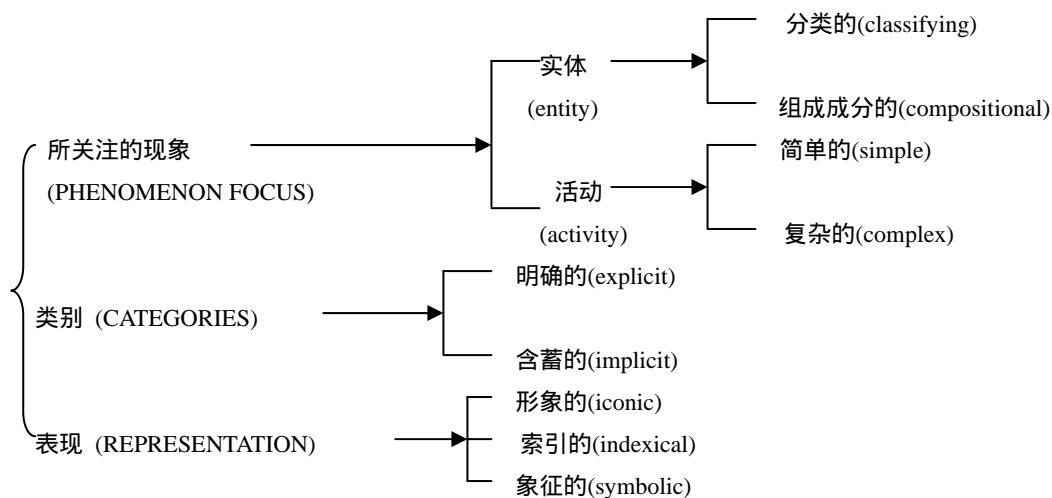 分类的(classifying)
实体
(entity)
组成成分的(compositional)
所关注的现象
(PHENOMENON FOCUS)
简单的(simple)
活动
(activity)
复杂的(complex)
明确的(explicit)
类别 (CATEGORIES)
含蓄的(implicit)
形象的(iconic)
表现 (REPRESENTATION)
索引的(indexical)
象征的(symbolic)